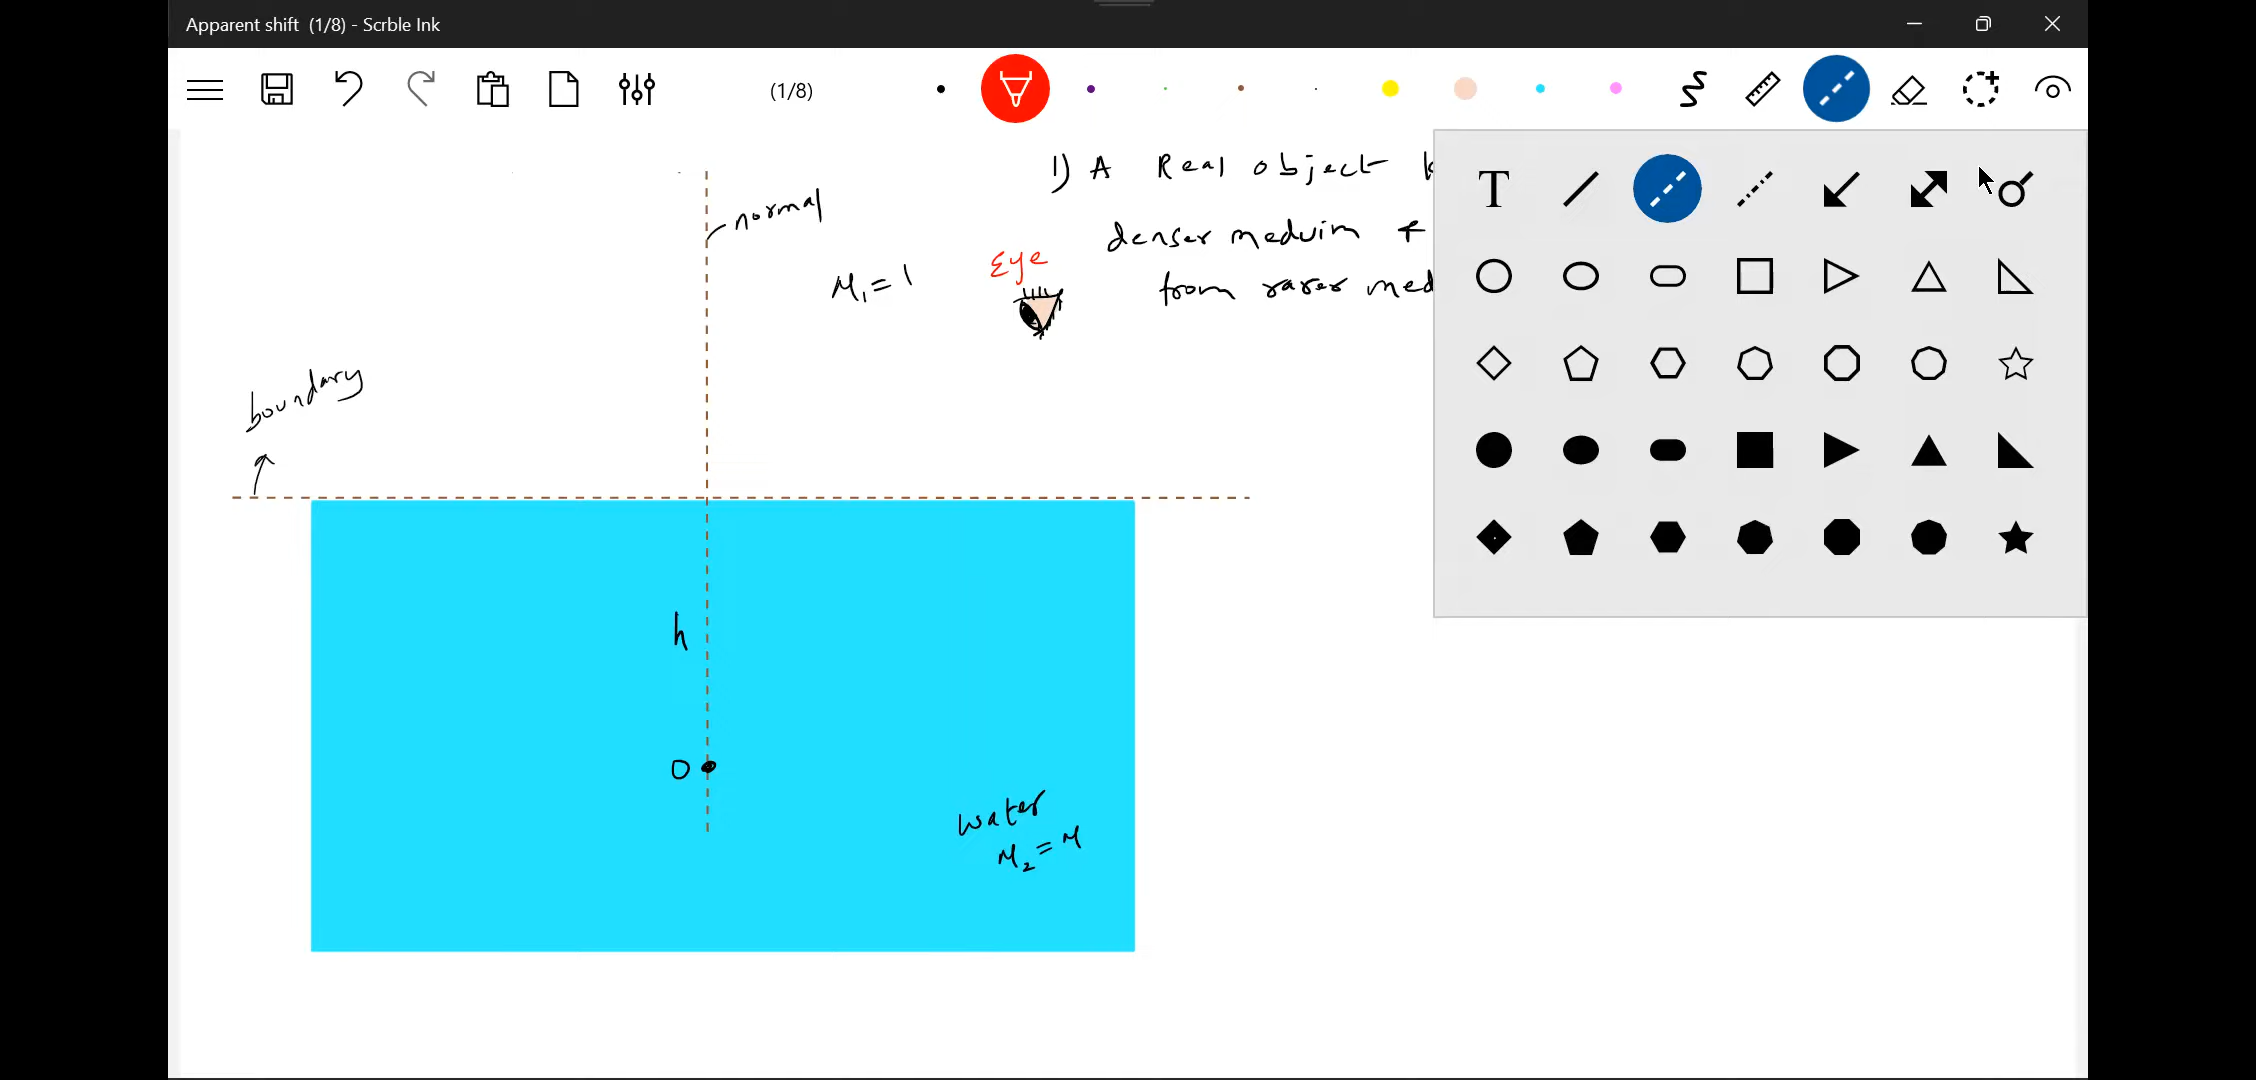 Apparent shift (1/8) - Scrble Ink
(1/8)
T
1) A Real object
normal
denser meduim &
Eye
μ₁ = 1
from rarer med
boundary
h
O
water
μ₂ = μ